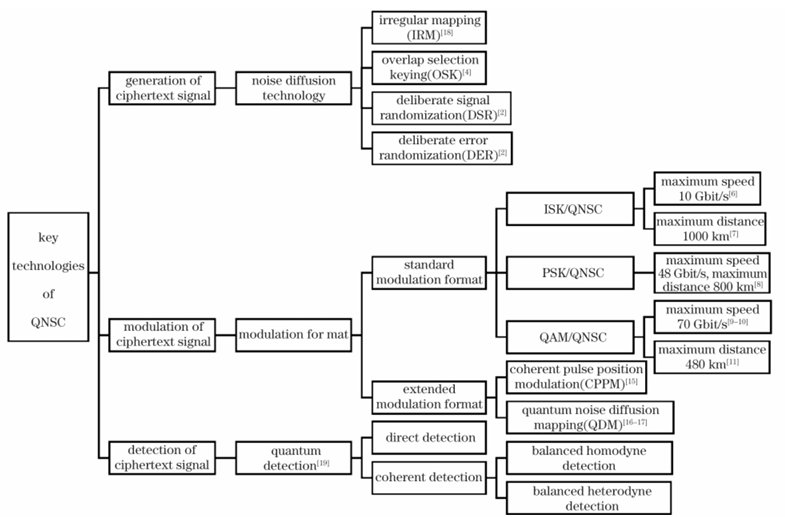 key
technologies
of
QNSC
generation of
ciphertext signal
noise diffusion
technology
irregular mapping
(IRM)[18]
overlap selection
keying(OSK)[4]
deliberate signal
randomization(DSR)[2]
deliberate error
randomization(DER)[2]
modulation of
ciphertext signal
modulation for mat
standard
modulation format
ISK/QNSC
maximum speed
10 Gbit/s[6]
maximum distance
1000 km[7]
PSK/QNSC
maximum speed
48 Gbit/s, maximum
distance 800 km[8]
QAM/QNSC
maximum speed
70 Gbit/s[9-10]
maximum distance
480 km[11]
extended
modulation format
coherent pulse position
modulation(CPPM)[15]
quantum noise diffusion
mapping(QDM)[16-17]
detection of
ciphertext signal
quantum
detection[19]
direct detection
coherent detection
balanced homodyne
detection
balanced heterodyne
detection